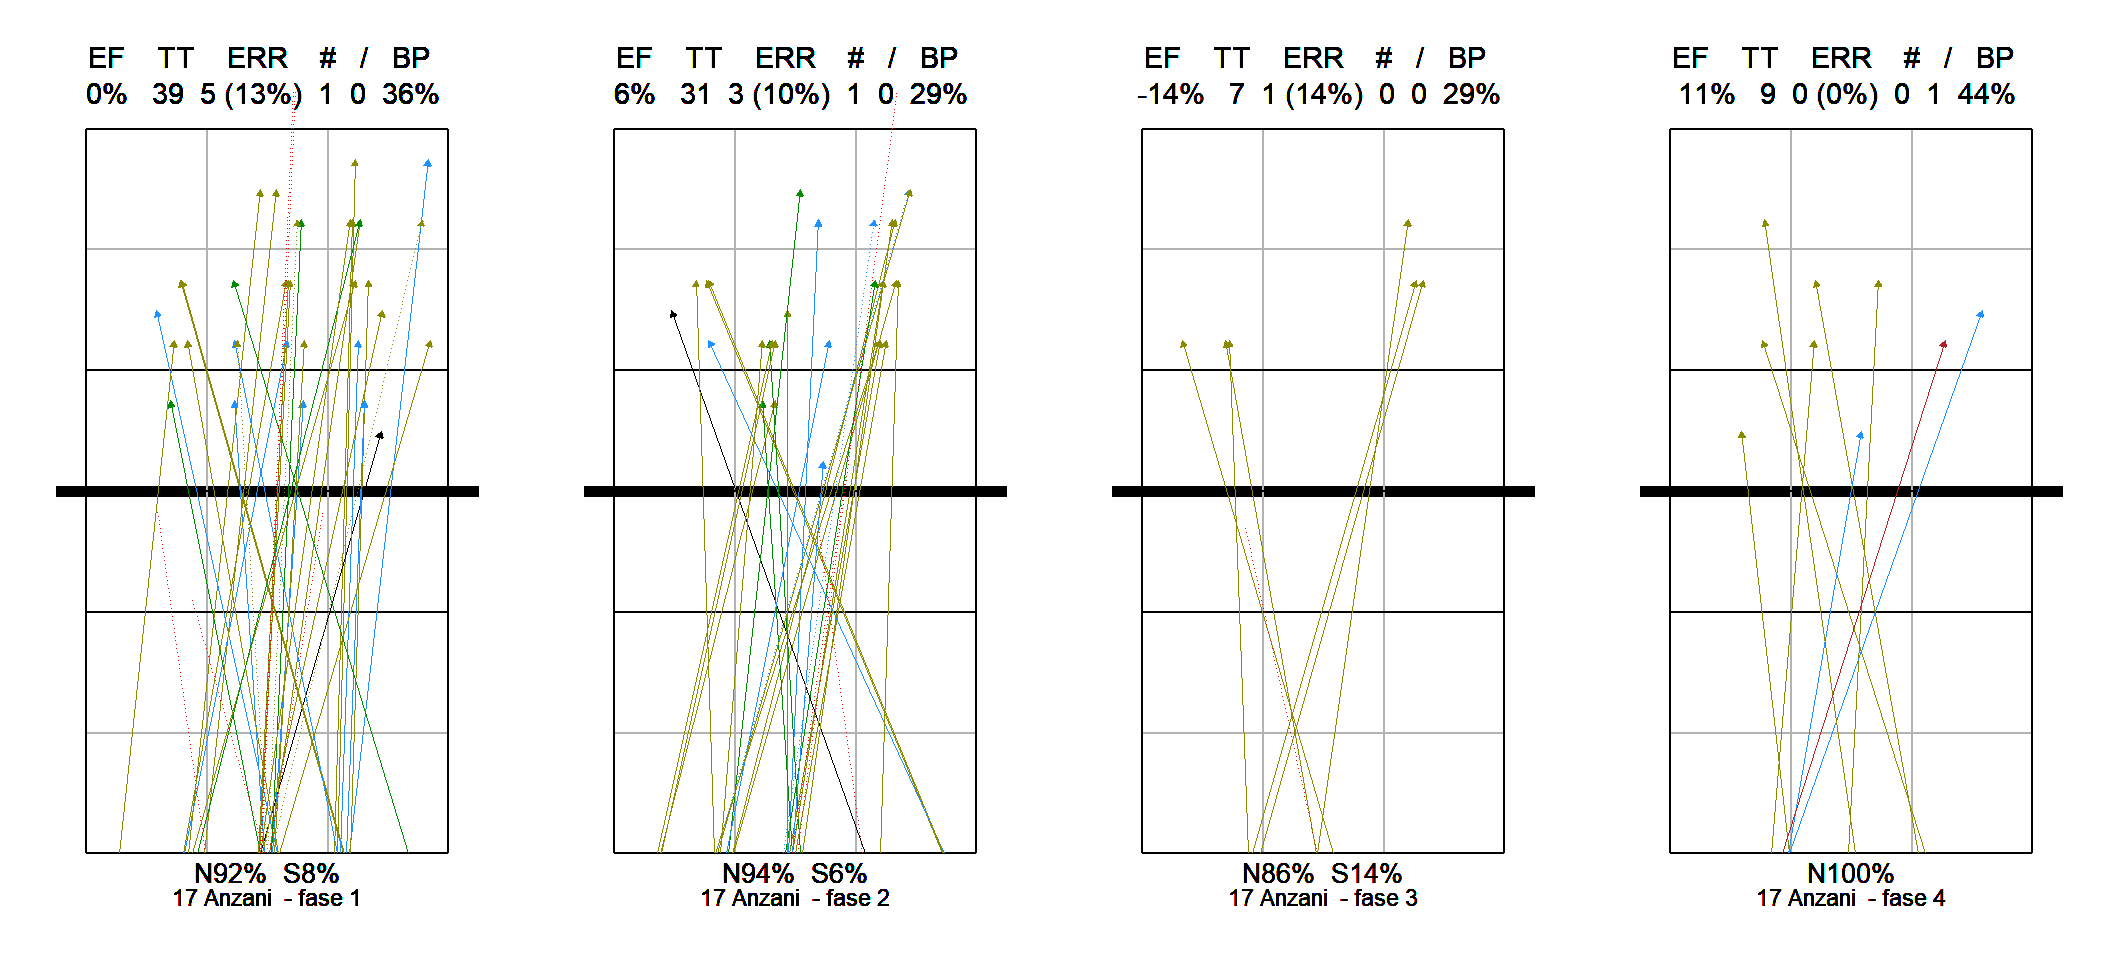 EF TT ERR # / BP
0% 39 5 (13%) 1 0 36%
N92% S8%
17 Anzani - fase 1
EF TT ERR # / BP
6% 31 3 (10%) 1 0 29%
N94% S6%
17 Anzani - fase 2
EF TT ERR # / BP
-14% 7 1 (14%) 0 0 29%
N86% S14%
17 Anzani - fase 3
EF TT ERR # / BP
11% 9 0 (0%) 0 1 44%
N100%
17 Anzani - fase 4